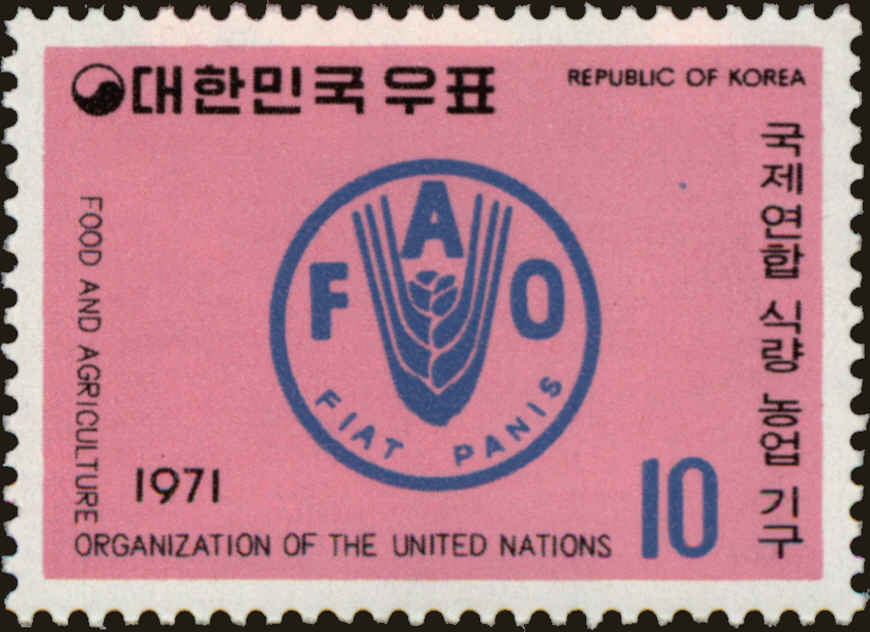 대한민국우표
REPUBLIC OF KOREA
국제연합 식량 농업 기구
FAO
FIAT PANIS
FOOD AND AGRICULTURE
ORGANIZATION OF THE UNITED NATIONS
1971
10